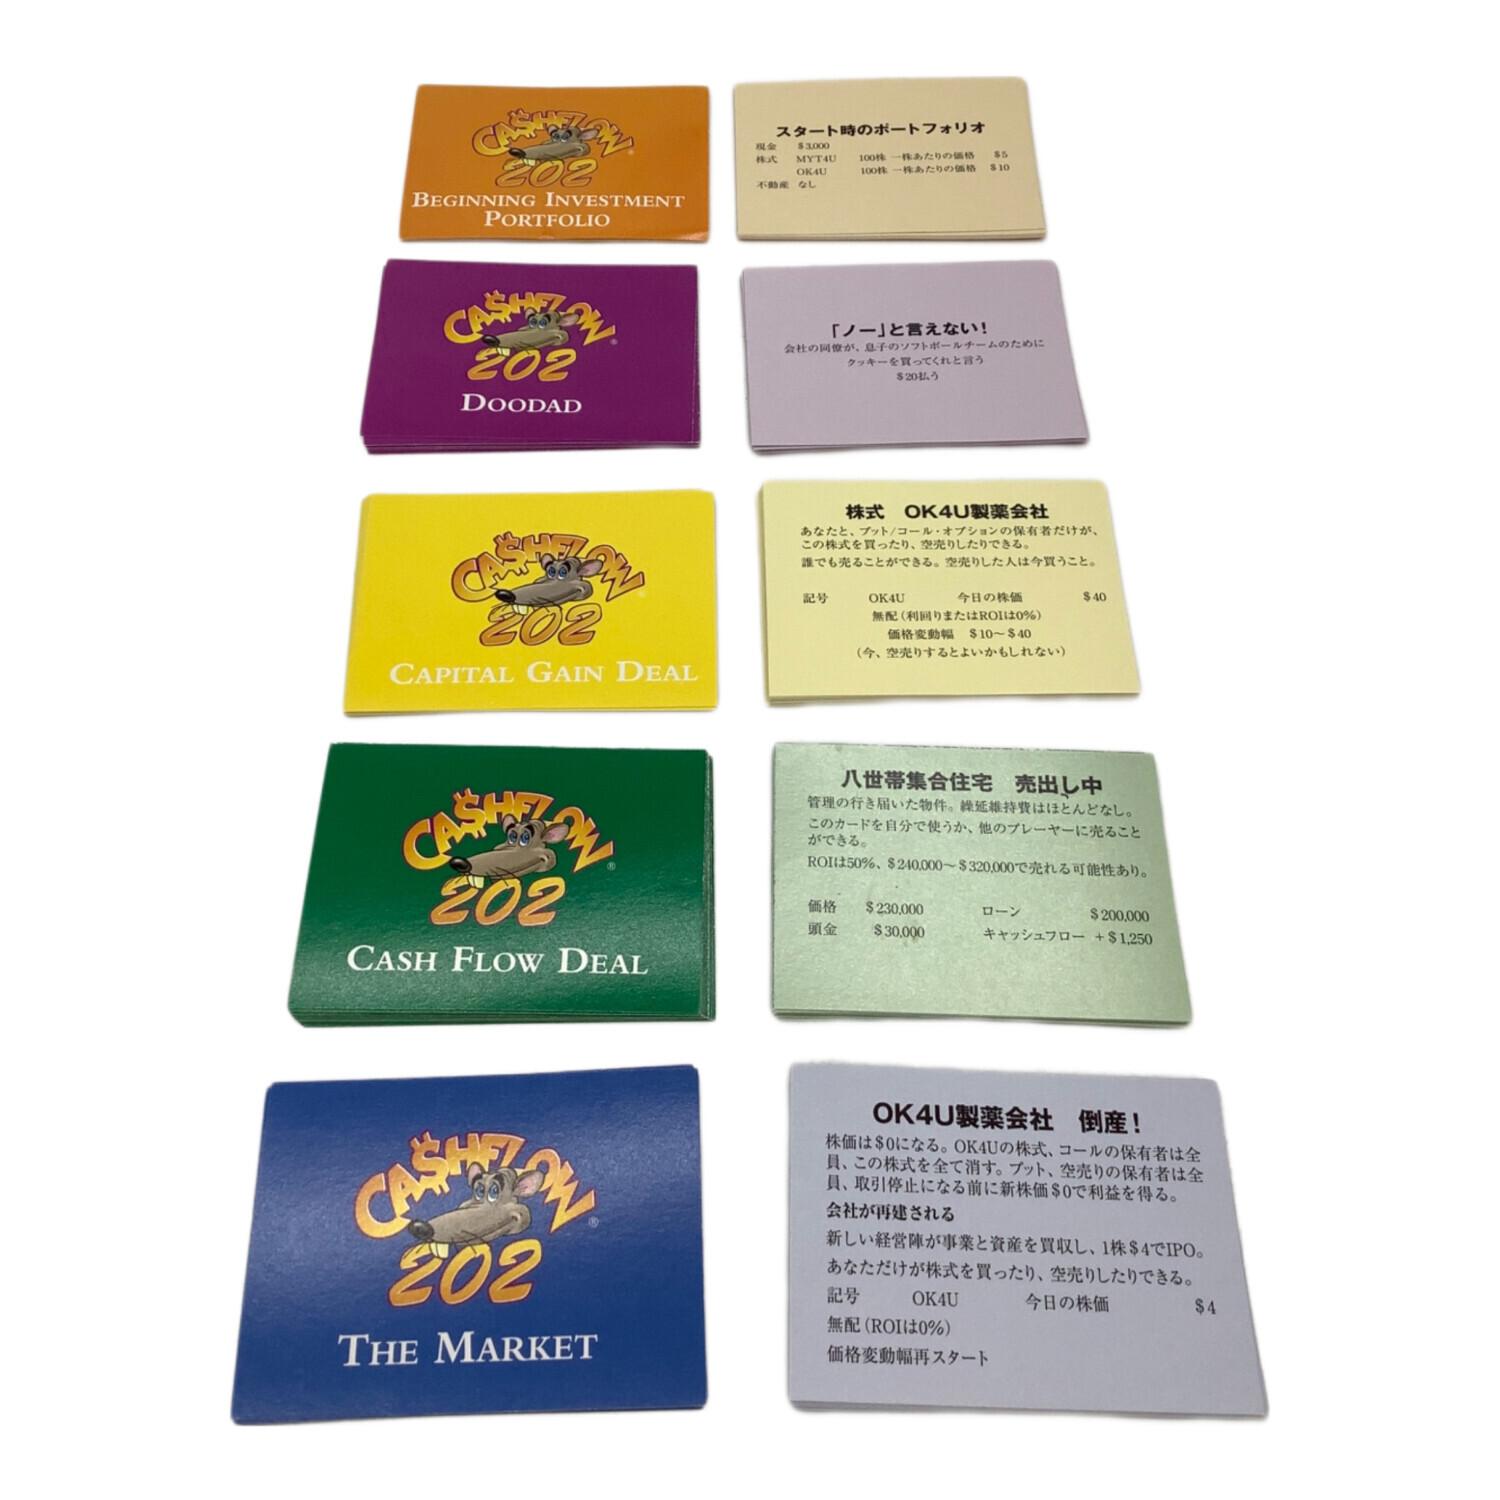 CA$HFLOW
202
BEGINNING INVESTMENT
PORTFOLIO
スタート時のポートフォリオ
現金 $3,000
株式 MYT4U 100株 一株あたりの価格 $5
OK4U 100株 一株あたりの価格 $10
不動産 なし
CA$HFLOW®
202
DOODAD
「ノー」と言えない!
会社の同僚が、息子のソフトボールチームのために
クッキーを買ってくれと言う
$20払う
CA$HFLOW
202
CAPITAL GAIN DEAL
株式 OK4U製薬会社
あなたと、プット/コール・オプションの保有者だけが、
この株式を買ったり、空売りしたりできる。
誰でも売ることができる。空売りした人は今買うこと。
記号 OK4U 今日の株価 $40
無配(利回りまたはROIは0%)
価格変動幅 $10～$40
(今、空売りするとよいかもしれない)
CA$HFLOW®
202
CASH FLOW DEAL
八世帯集合住宅 売出し中
管理の行き届いた物件。繰延維持費はほとんどなし。
このカードを自分で使うか、他のプレーヤーに売ること
ができる。
ROIは50%、$240,000～$320,000で売れる可能性あり。
価格 $230,000 ローン $200,000
頭金 $30,000 キャッシュフロー +$1,250
CA$HFLOW®
202
THE MARKET
OK4U製薬会社 倒産!
株価は$0になる。OK4Uの株式、コールの保有者は全
員、この株式を全て消す。プット、空売りの保有者は全
員、取引停止になる前に新株価$0で利益を得る。
会社が再建される
新しい経営陣が事業と資産を買収し、1株$4でIPO。
あなただけが株式を買ったり、空売りしたりできる。
記号 OK4U 今日の株価 $4
無配(ROIは0%)
価格変動幅再スタート